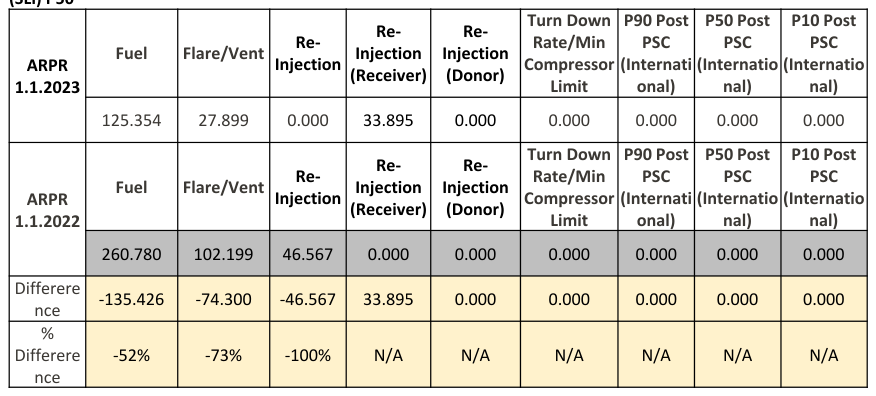 ARPR 1.1.2023
Fuel
Flare/Vent
Re-Injection
Re-Injection (Receiver)
Re-Injection (Donor)
Turn Down Rate/Min Compressor Limit
P90 Post PSC (International)
P50 Post PSC (International)
P10 Post PSC (International)
125.354 27.899 0.000 33.895 0.000 0.000 0.000 0.000 0.000
ARPR 1.1.2022
Fuel
Flare/Vent
Re-Injection
Re-Injection (Receiver)
Re-Injection (Donor)
Turn Down Rate/Min Compressor Limit
P90 Post PSC (International)
P50 Post PSC (International)
P10 Post PSC (International)
260.780 102.199 46.567 0.000 0.000 0.000 0.000 0.000 0.000
Differerence -135.426 -74.300 -46.567 33.895 0.000 0.000 0.000 0.000 0.000
% Differerence -52% -73% -100% N/A N/A N/A N/A N/A N/A